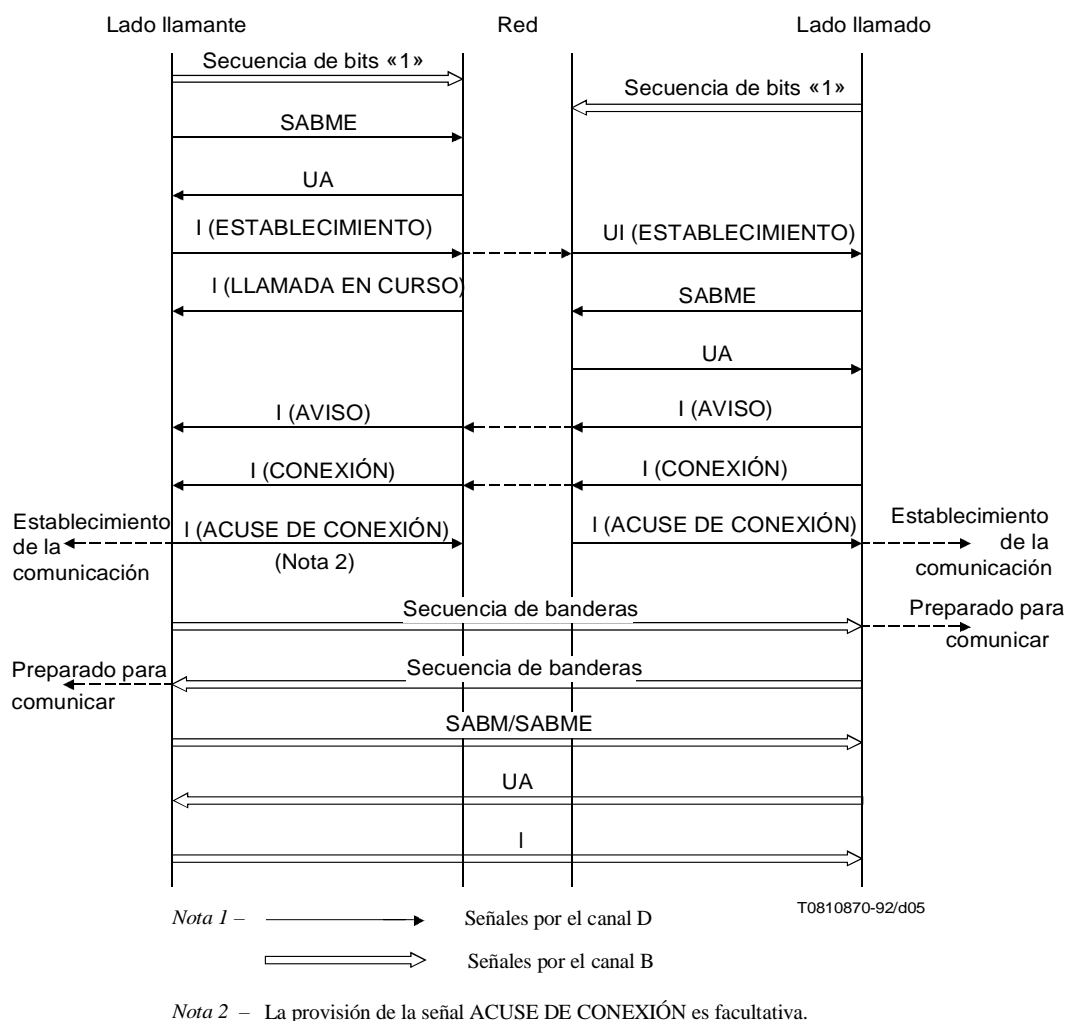 Lado llamante Red Lado llamado
Secuencia de bits «1»
Secuencia de bits «1»
SABME
UA
I (ESTABLECIMIENTO) UI (ESTABLECIMIENTO)
I (LLAMADA EN CURSO)
SABME
UA
I (AVISO) I (AVISO)
I (CONEXIÓN) I (CONEXIÓN)
Establecimiento
de la
comunicación
I (ACUSE DE CONEXIÓN)
(Nota 2)
I (ACUSE DE CONEXIÓN)
Establecimiento
de la
comunicación
Secuencia de banderas
Preparado para
comunicar
Preparado para
comunicar
Secuencia de banderas
SABM/SABME
UA
I
T0810870-92/d05
Nota 1 – Señales por el canal D
Señales por el canal B
Nota 2 – La provisión de la señal ACUSE DE CONEXIÓN es facultativa.